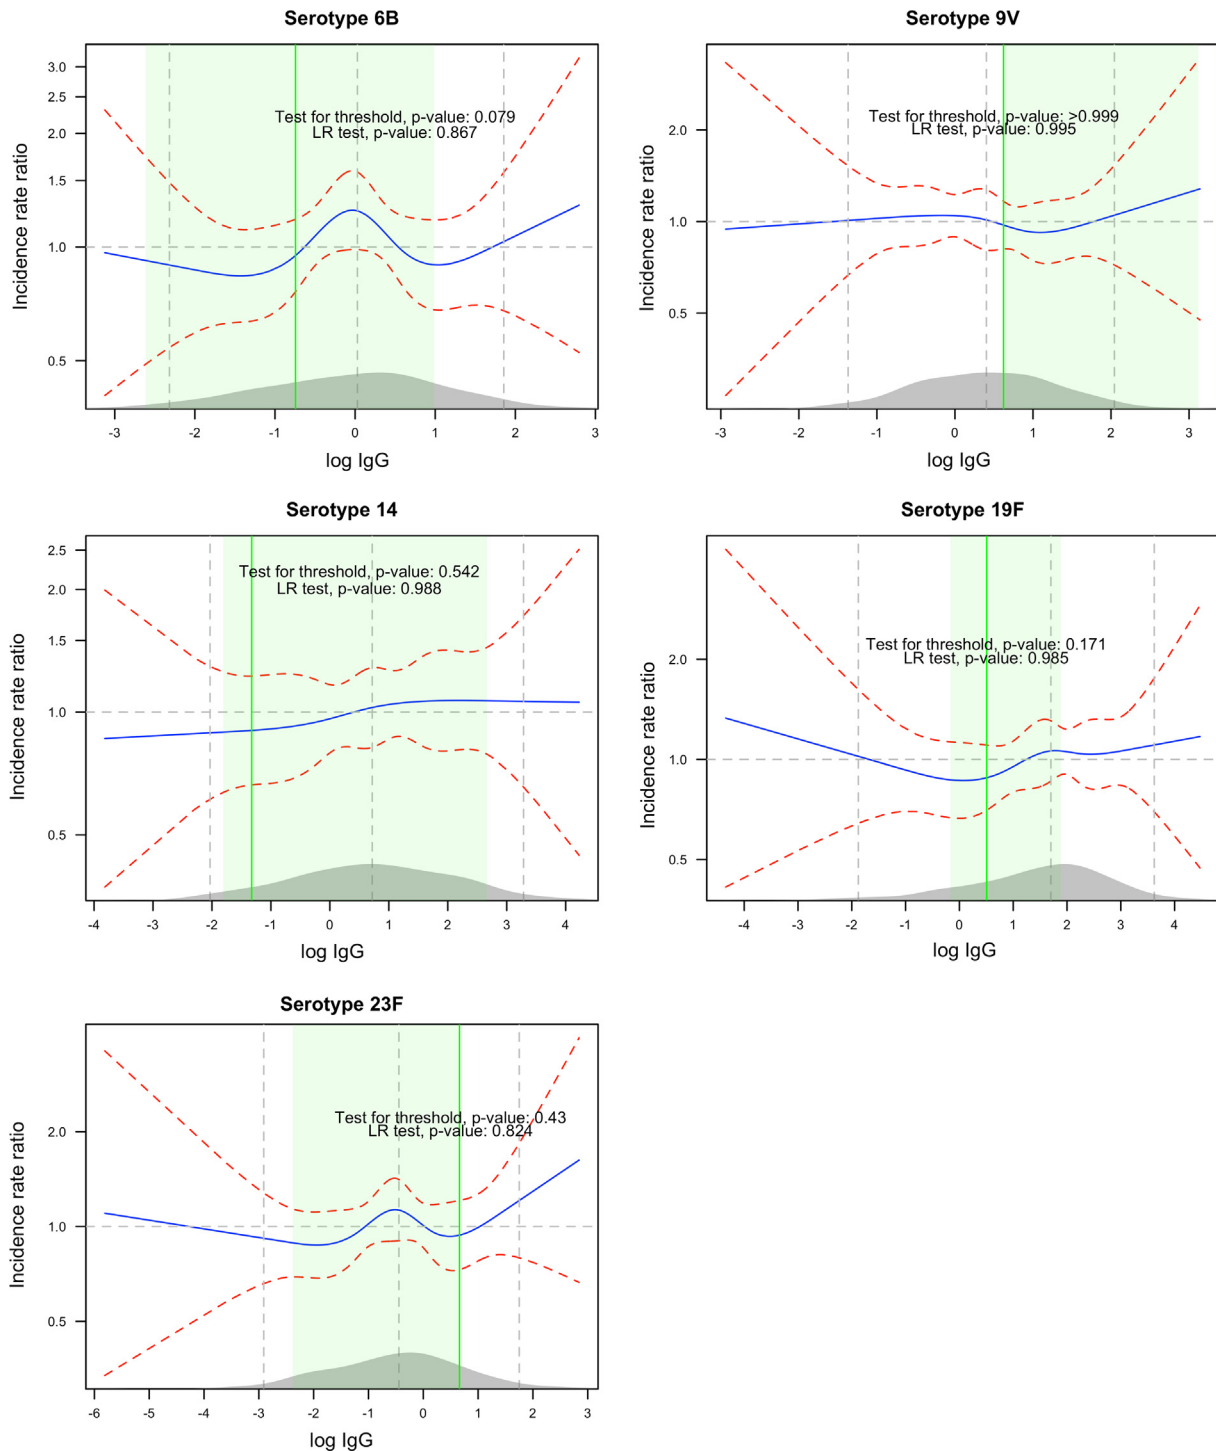 Serotype 6B
Incidence rate ratio
3.0
2.5
2.0
1.5
1.0
0.5
Test for threshold, p-value: 0.079
LR test, p-value: 0.867
-3 -2 -1 0 1 2 3
log IgG
Serotype 9V
Incidence rate ratio
2.0
1.0
0.5
Test for threshold, p-value: >0.999
LR test, p-value: 0.995
-3 -2 -1 0 1 2 3
log IgG
Serotype 14
Incidence rate ratio
2.5
2.0
1.5
1.0
0.5
Test for threshold, p-value: 0.542
LR test, p-value: 0.988
-4 -3 -2 -1 0 1 2 3 4
log IgG
Serotype 19F
Incidence rate ratio
2.0
1.0
0.5
Test for threshold, p-value: 0.171
LR test, p-value: 0.985
-4 -3 -2 -1 0 1 2 3 4
log IgG
Serotype 23F
Incidence rate ratio
2.0
1.0
0.5
Test for threshold, p-value: 0.43
LR test, p-value: 0.824
-6 -5 -4 -3 -2 -1 0 1 2 3
log IgG